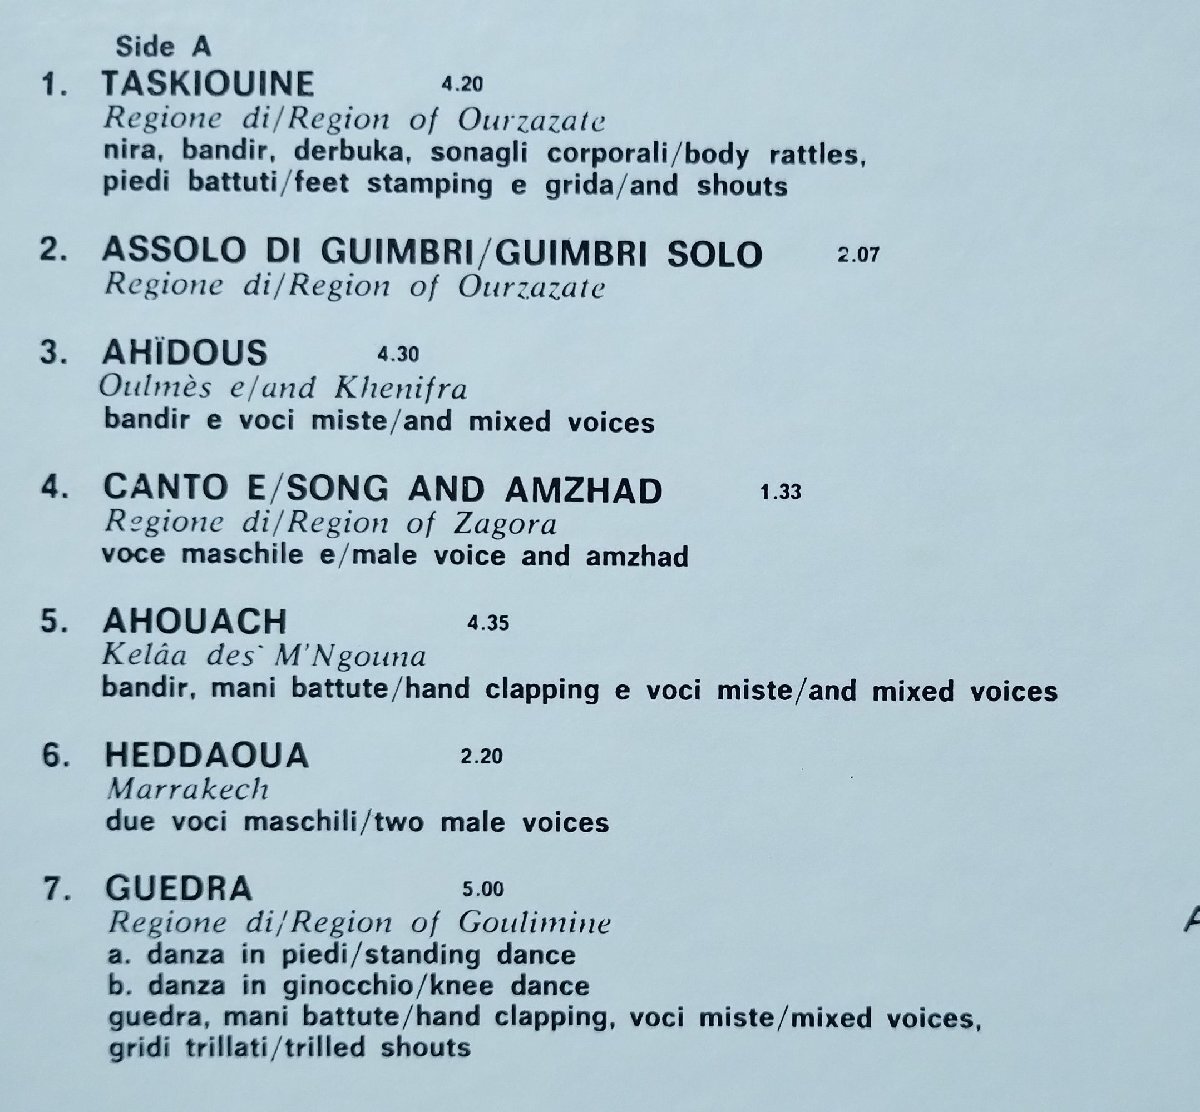 Side A
1. TASKIOUINE 4.20
Regione di/Region of Ourzazate
nira, bandir, derbuka, sonagli corporali/body rattles,
piedi battuti/feet stamping e grida/and shouts
2. ASSOLO DI GUIMBRI/GUIMBRI SOLO 2.07
Regione di/Region of Ourzazate
3. AHÏDOUS 4.30
Oulmès e/and Khenifra
bandir e voci miste/and mixed voices
4. CANTO E/SONG AND AMZHAD 1.33
Regione di/Region of Zagora
voce maschile e/male voice and amzhad
5. AHOUACH 4.35
Kelâa des M'Ngouna
bandir, mani battute/hand clapping e voci miste/and mixed voices
6. HEDDAOUA 2.20
Marrakech
due voci maschili/two male voices
7. GUEDRA 5.00
Regione di/Region of Goulimine
a. danza in piedi/standing dance
b. danza in ginocchio/knee dance
guedra, mani battute/hand clapping, voci miste/mixed voices,
gridi trillati/trilled shouts